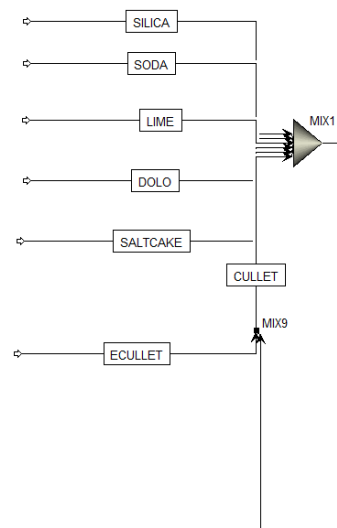 SILICA
SODA
MIX1
LIME
DOLO
SALTCAKE
CULLET
MIX9
ECULLET